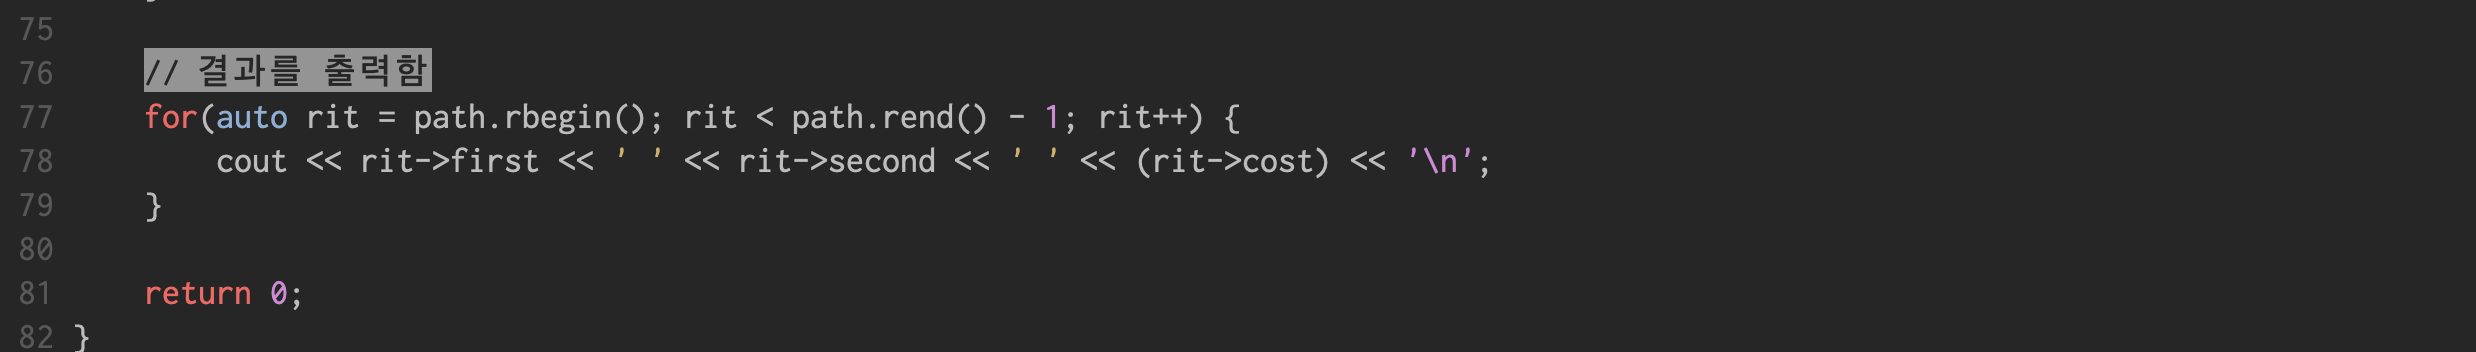 75
76 // 결과를 출력함
77 for(auto rit = path.rbegin(); rit < path.rend() - 1; rit++) {
78 cout << rit->first << ' ' << rit->second << ' ' << (rit->cost) << '\n';
79 }
80
81 return 0;
82 }